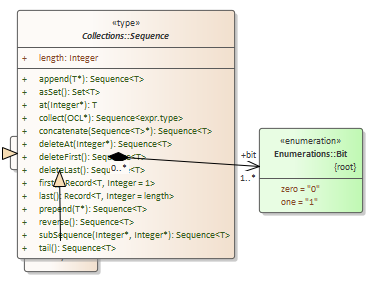 «type»
Collections::Sequence
+ length: Integer
+ append(T*): Sequence<T>
+ asSet(): Set<T>
+ at(Integer*): T
+ collect(OCL*): Sequence<expr.type>
+ concatenate(Sequence<T>*): Sequence<T>
+ deleteAt(Integer*): Sequence<T>
+ deleteFirst(): Sequence<T>
+ deleteLast(): Sequ <T>
0..*
+ first Record<T, Integer = 1>
+ last(): Record<T, Integer = length>
+ prepend(T*): Sequence<T>
+ reverse(): Sequence<T>
+ subSequence(Integer*, Integer*): Sequence<T>
+ tail(): Sequence<T>
+bit
1..*
«enumeration»
Enumerations::Bit
{root}
zero = "0"
one = "1"